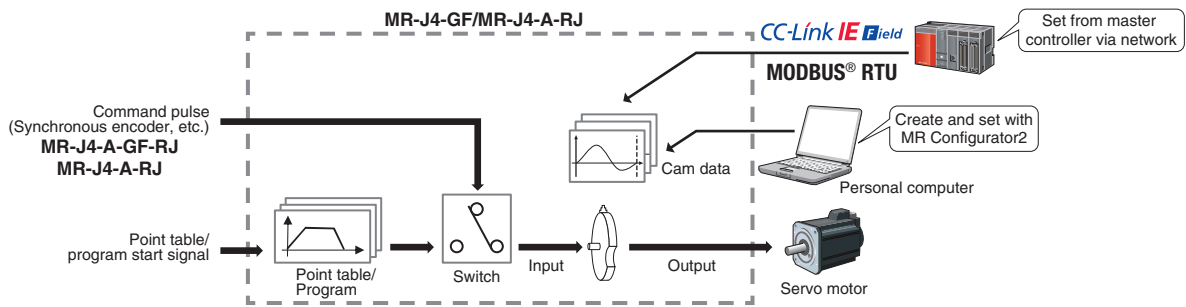 MR-J4-GF/MR-J4-A-RJ
CC-Link IE Field
MODBUS® RTU
Set from master
controller via network
Command pulse
(Synchronous encoder, etc.)
MR-J4-A-GF-RJ
MR-J4-A-RJ
Create and set with
MR Configurator2
Cam data
Personal computer
Point table/
program start signal
Point table/
Program
Switch
Input
Output
Servo motor